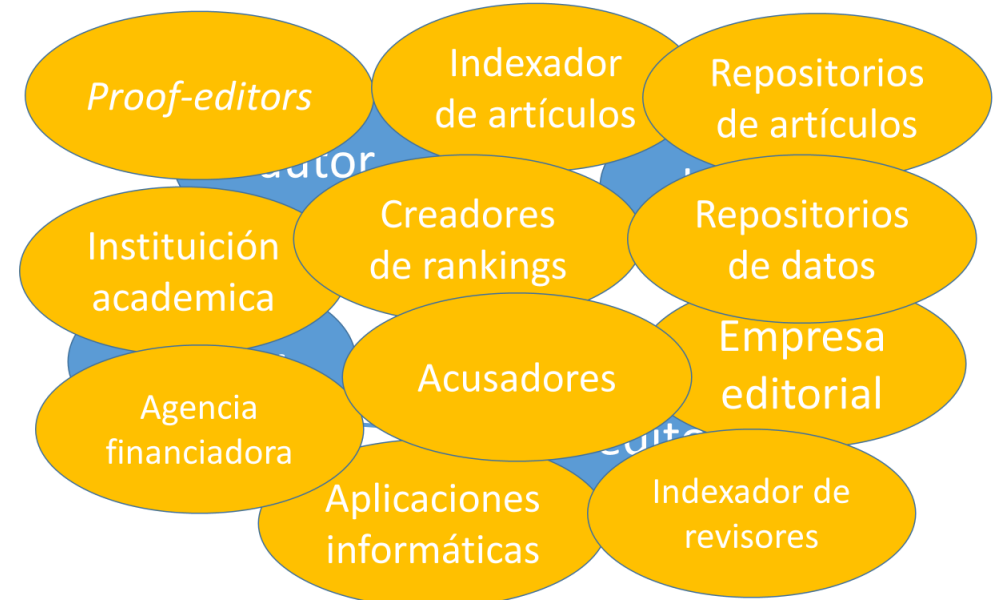 Proof-editors
Indexador
de artículos
Repositorios
de artículos
autor
Creadores
de rankings
Repositorios
de datos
Instituición
academica
Empresa
editorial
Acusadores
Agencia
financiadora
Aplicaciones
informáticas
Indexador de
revisores